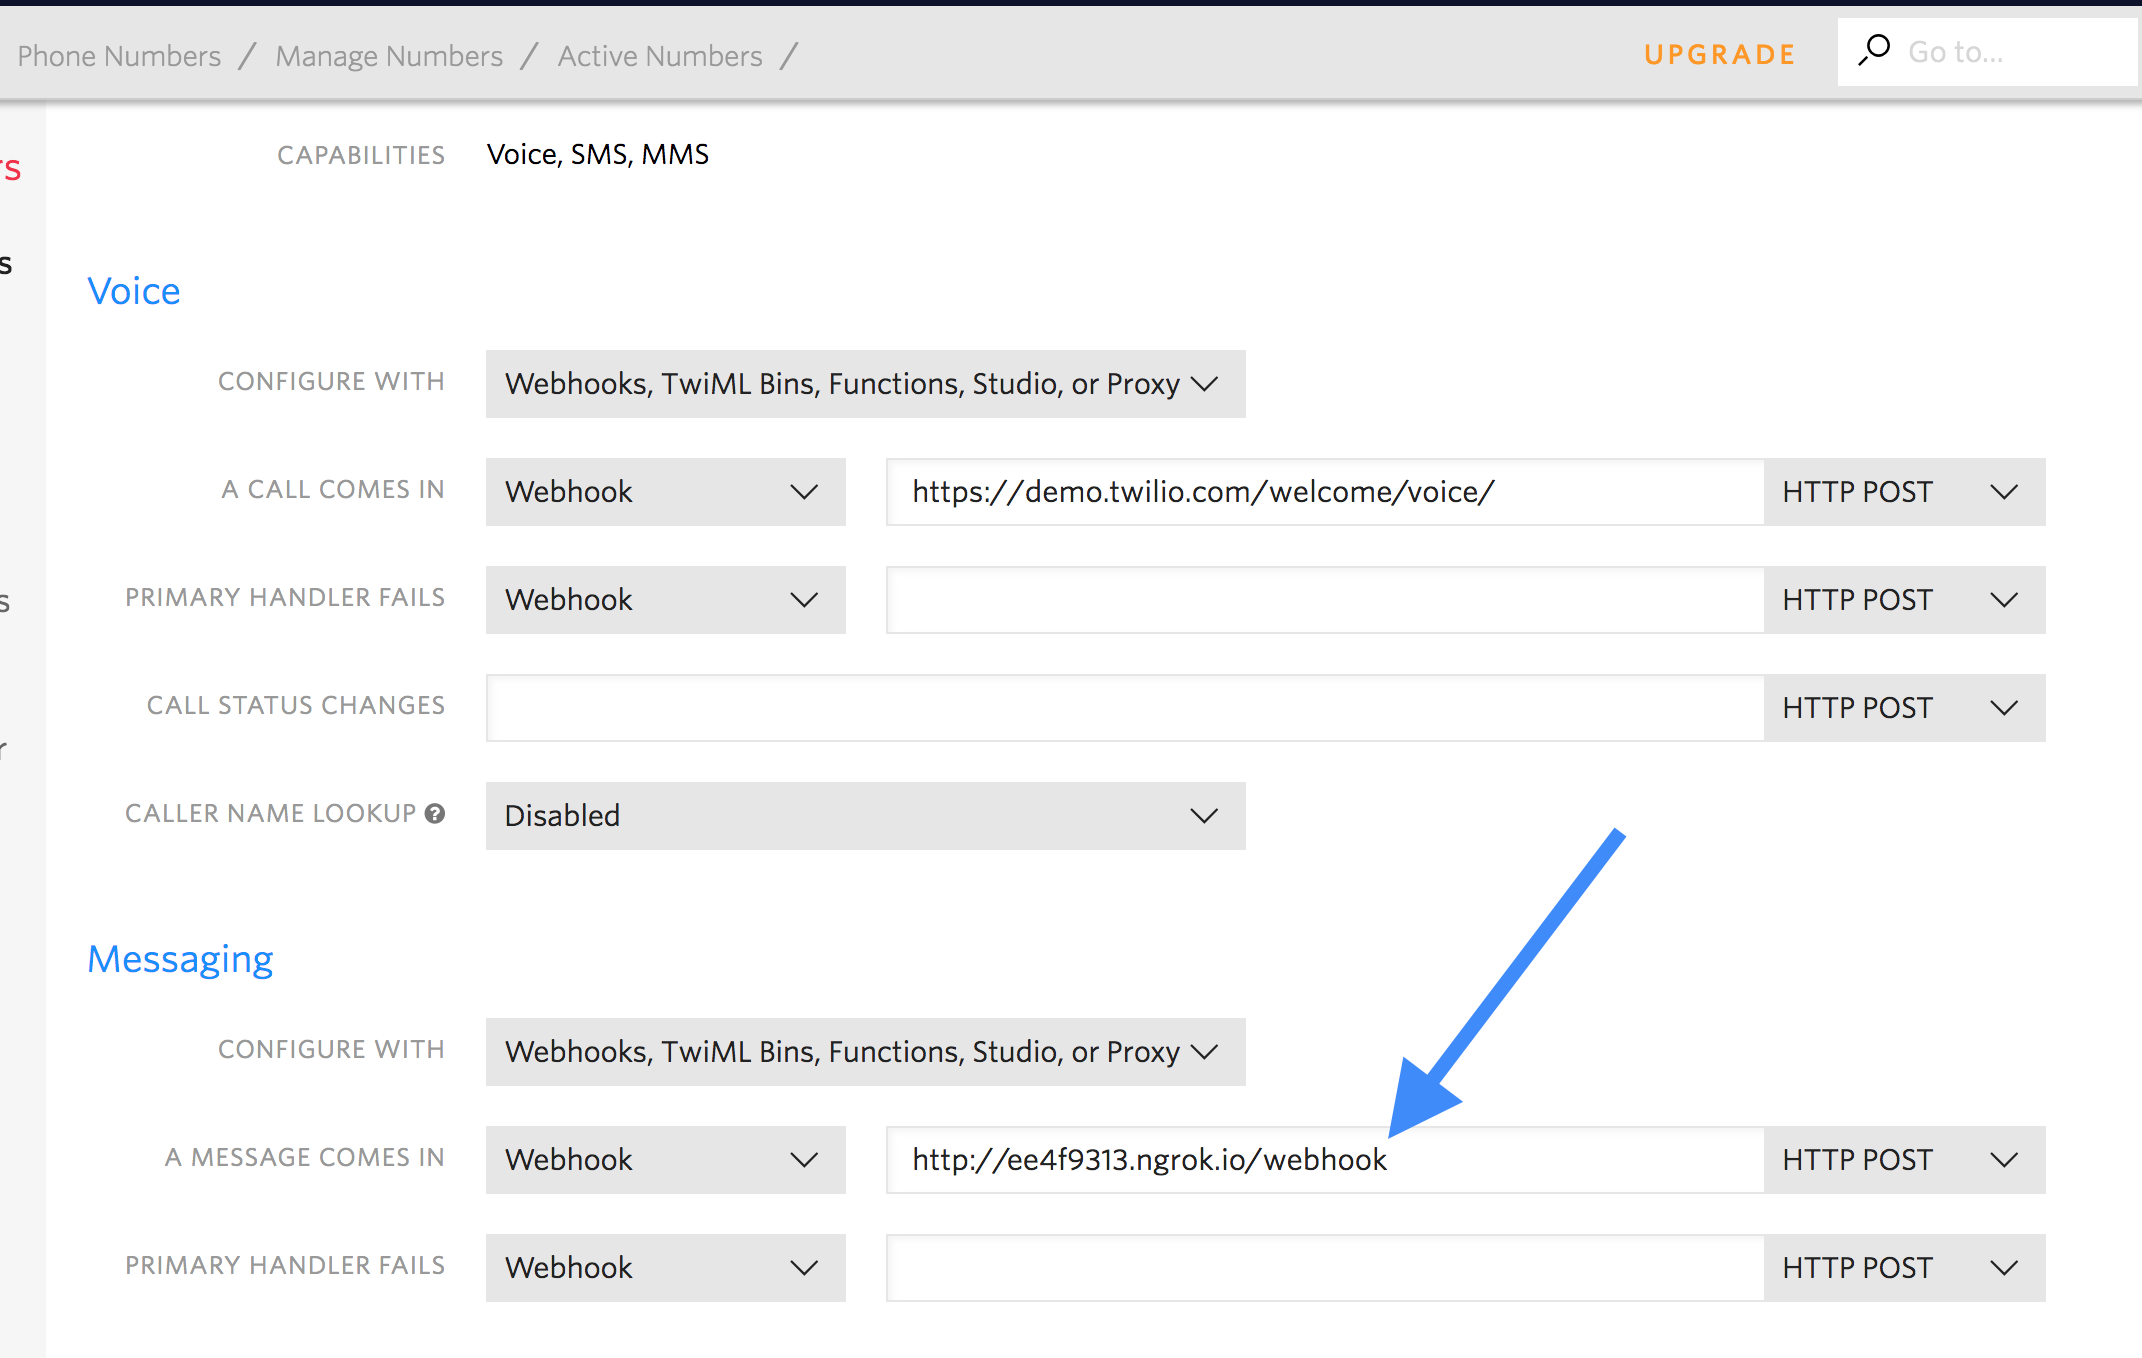 Phone Numbers / Manage Numbers / Active Numbers /
UPGRADE
Go to...
CAPABILITIES Voice, SMS, MMS
Voice
CONFIGURE WITH Webhooks, TwiML Bins, Functions, Studio, or Proxy
A CALL COMES IN Webhook https://demo.twilio.com/welcome/voice/ HTTP POST
PRIMARY HANDLER FAILS Webhook HTTP POST
CALL STATUS CHANGES HTTP POST
CALLER NAME LOOKUP ? Disabled
Messaging
CONFIGURE WITH Webhooks, TwiML Bins, Functions, Studio, or Proxy
A MESSAGE COMES IN Webhook http://ee4f9313.ngrok.io/webhook HTTP POST
PRIMARY HANDLER FAILS Webhook HTTP POST